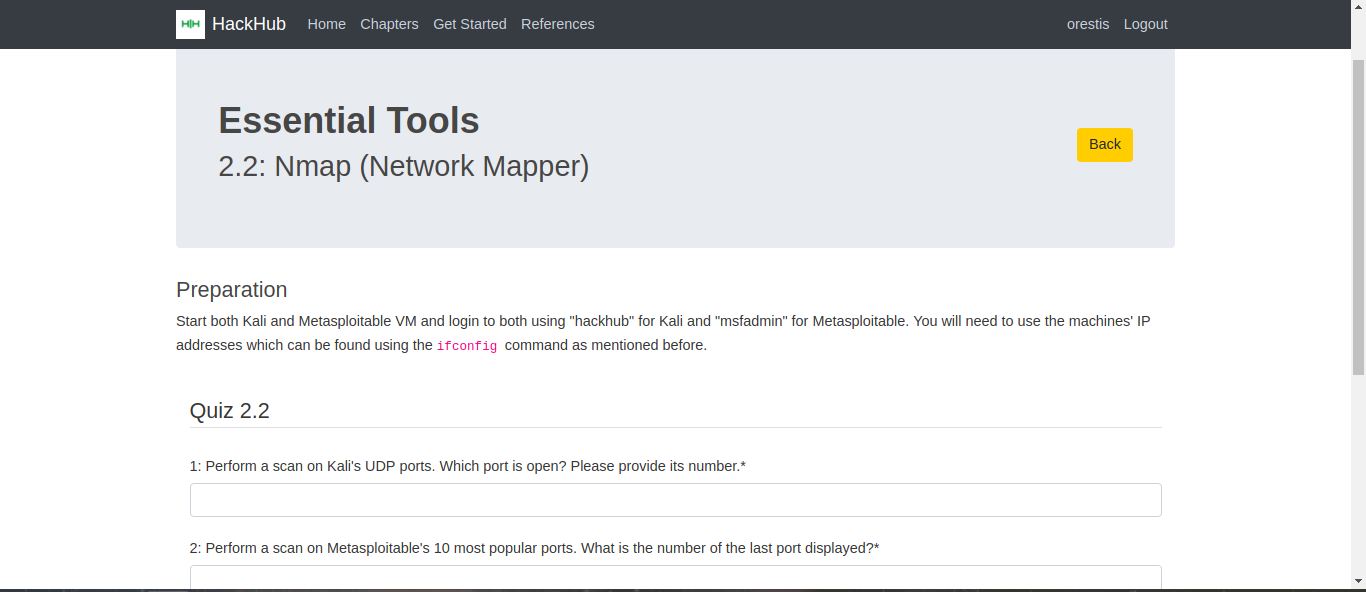 HH HackHub Home Chapters Get Started References orestis Logout
Essential Tools
2.2: Nmap (Network Mapper)
Back
Preparation
Start both Kali and Metasploitable VM and login to both using "hackhub" for Kali and "msfadmin" for Metasploitable. You will need to use the machines' IP
addresses which can be found using the ifconfig command as mentioned before.
Quiz 2.2
1: Perform a scan on Kali's UDP ports. Which port is open? Please provide its number.*
2: Perform a scan on Metasploitable's 10 most popular ports. What is the number of the last port displayed?*